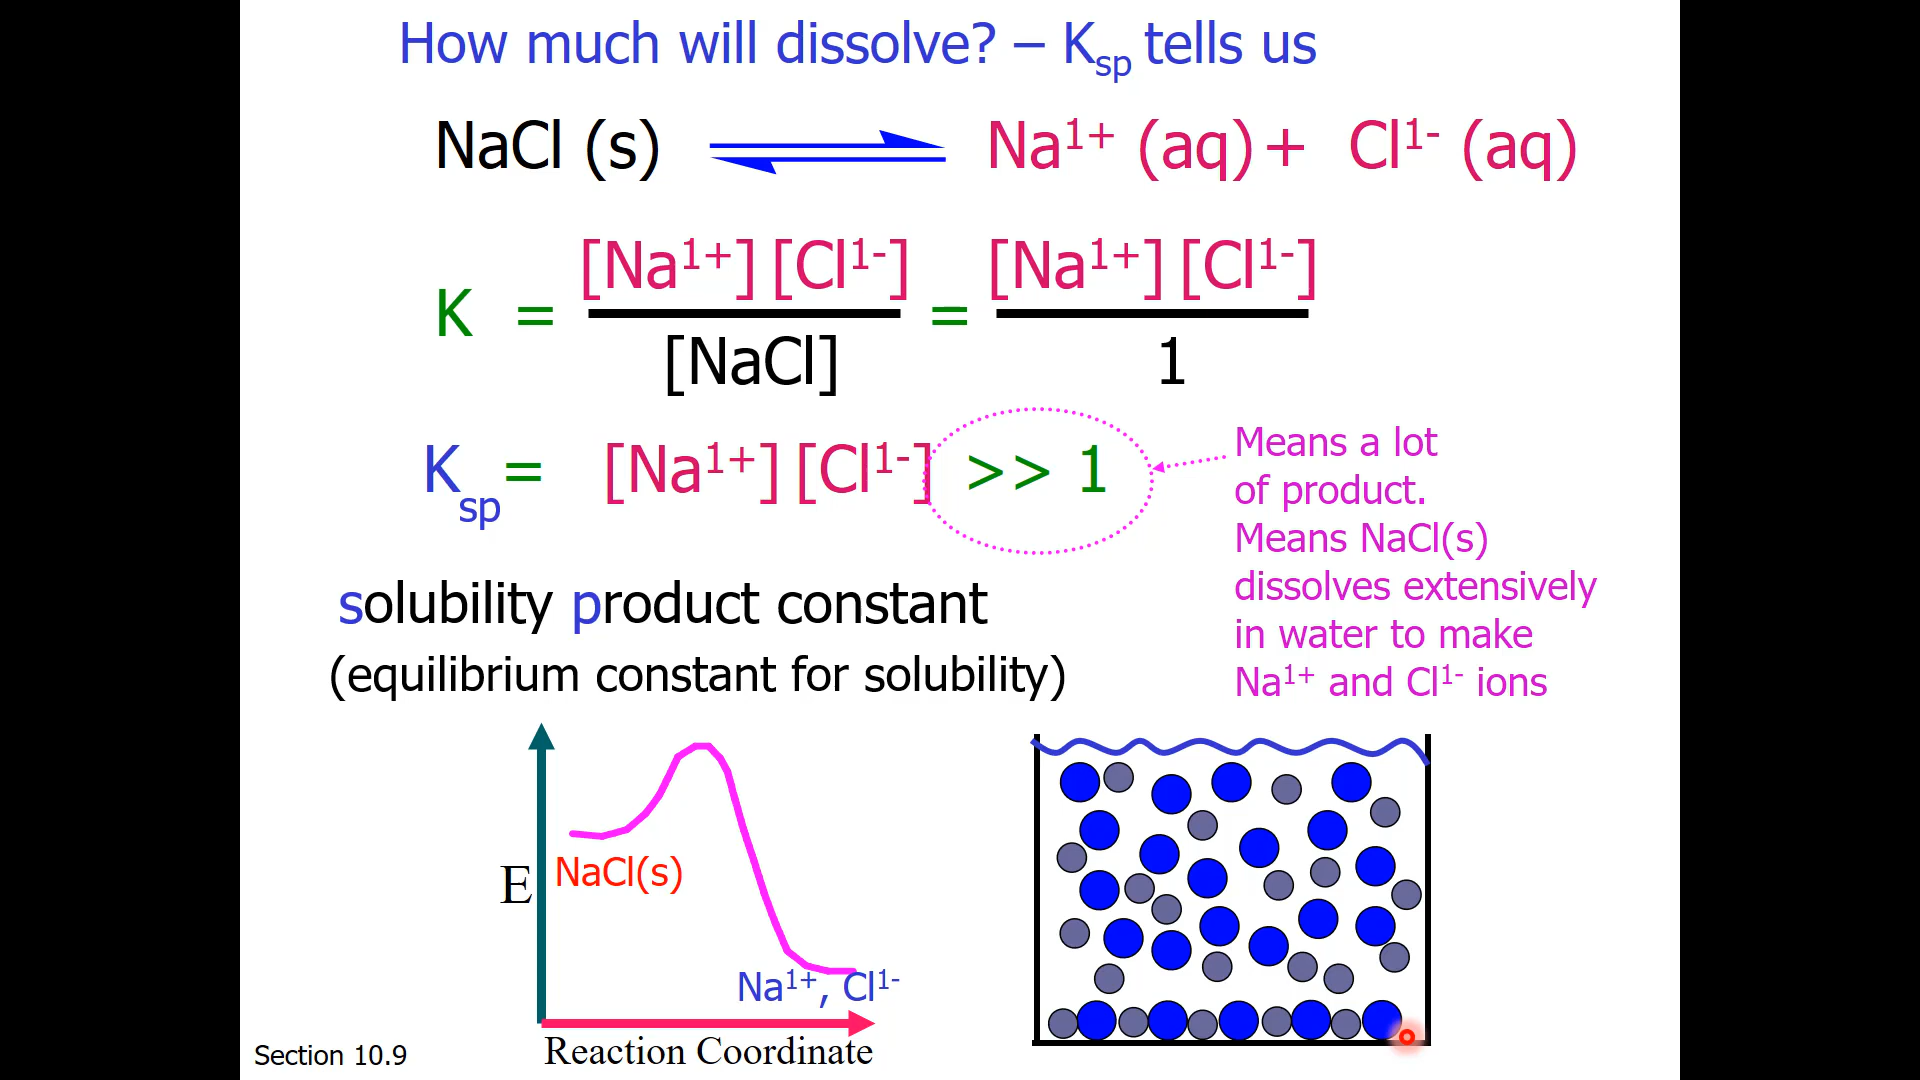 How much will dissolve? – Ksp tells us
NaCl (s) ⇌ Na1+ (aq) + Cl1- (aq)
K = [Na1+] [Cl1-] / [NaCl] = [Na1+] [Cl1-] / 1
Ksp = [Na1+] [Cl1-] >> 1
Means a lot
of product.
Means NaCl(s)
dissolves extensively
in water to make
Na1+ and Cl1- ions
solubility product constant
(equilibrium constant for solubility)
E
NaCl(s)
Na1+, Cl1-
Reaction Coordinate
Section 10.9